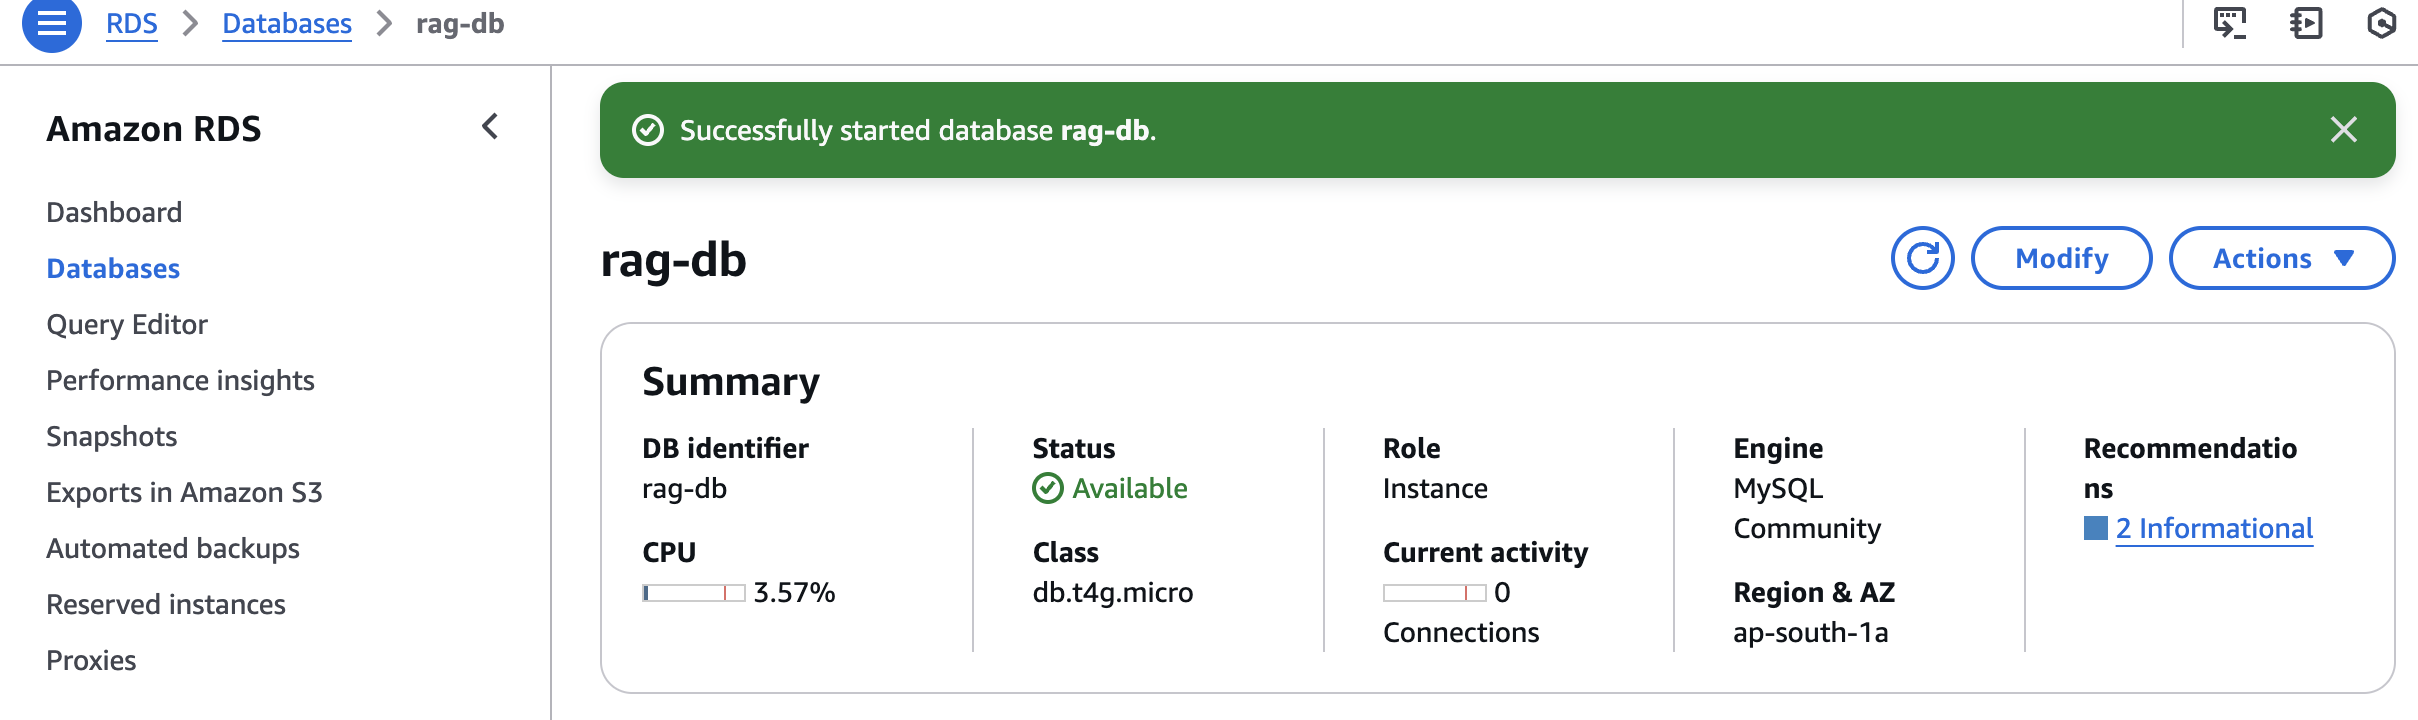 RDS > Databases > rag-db
Amazon RDS
Dashboard
Databases
Query Editor
Performance insights
Snapshots
Exports in Amazon S3
Automated backups
Reserved instances
Proxies
Successfully started database rag-db.
rag-db
Modify
Actions
Summary
DB identifier
rag-db
CPU
3.57%
Status
Available
Class
db.t4g.micro
Role
Instance
Current activity
0
Connections
Engine
MySQL
Community
Region & AZ
ap-south-1a
Recommendatio
ns
2 Informational